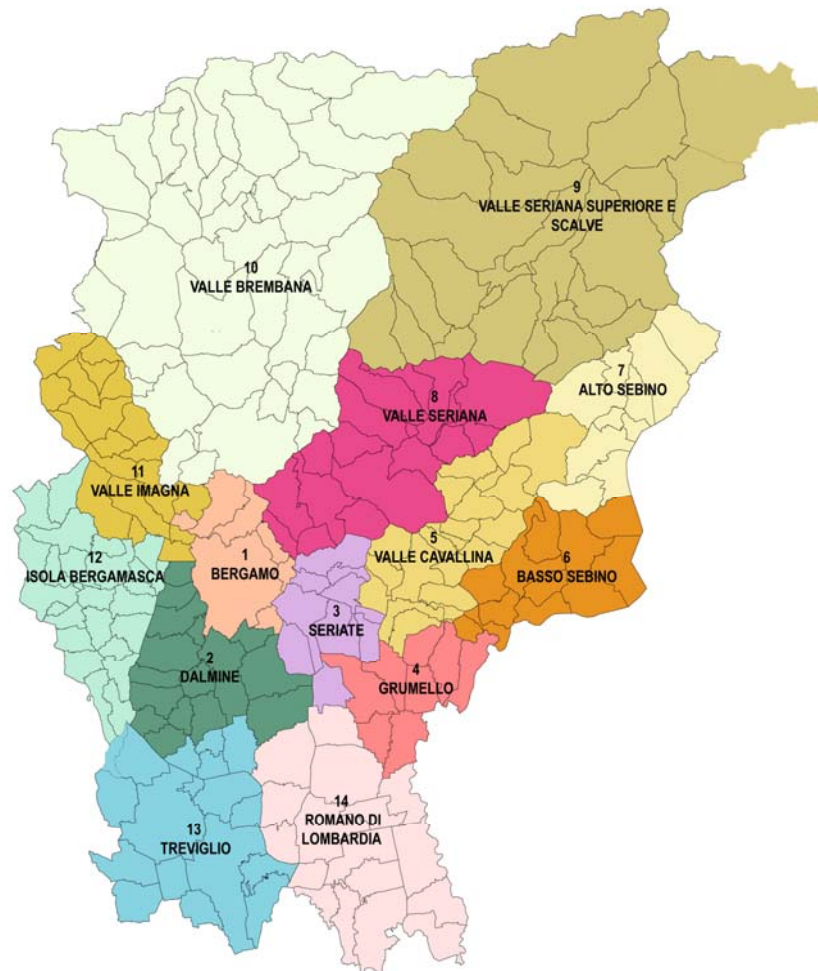 9
VALLE SERIANA SUPERIORE E
SCALVE
10
VALLE BREMBANA
7
ALTO SEBINO
8
VALLE SERIANA
11
VALLE IMAGNA
5
VALLE CAVALLINA
12
ISOLA BERGAMASCA
1
BERGAMO
6
BASSO SEBINO
3
SERIATE
2
DALMINE
4
GRUMELLO
14
ROMANO DI
LOMBARDIA
13
TREVIGLIO